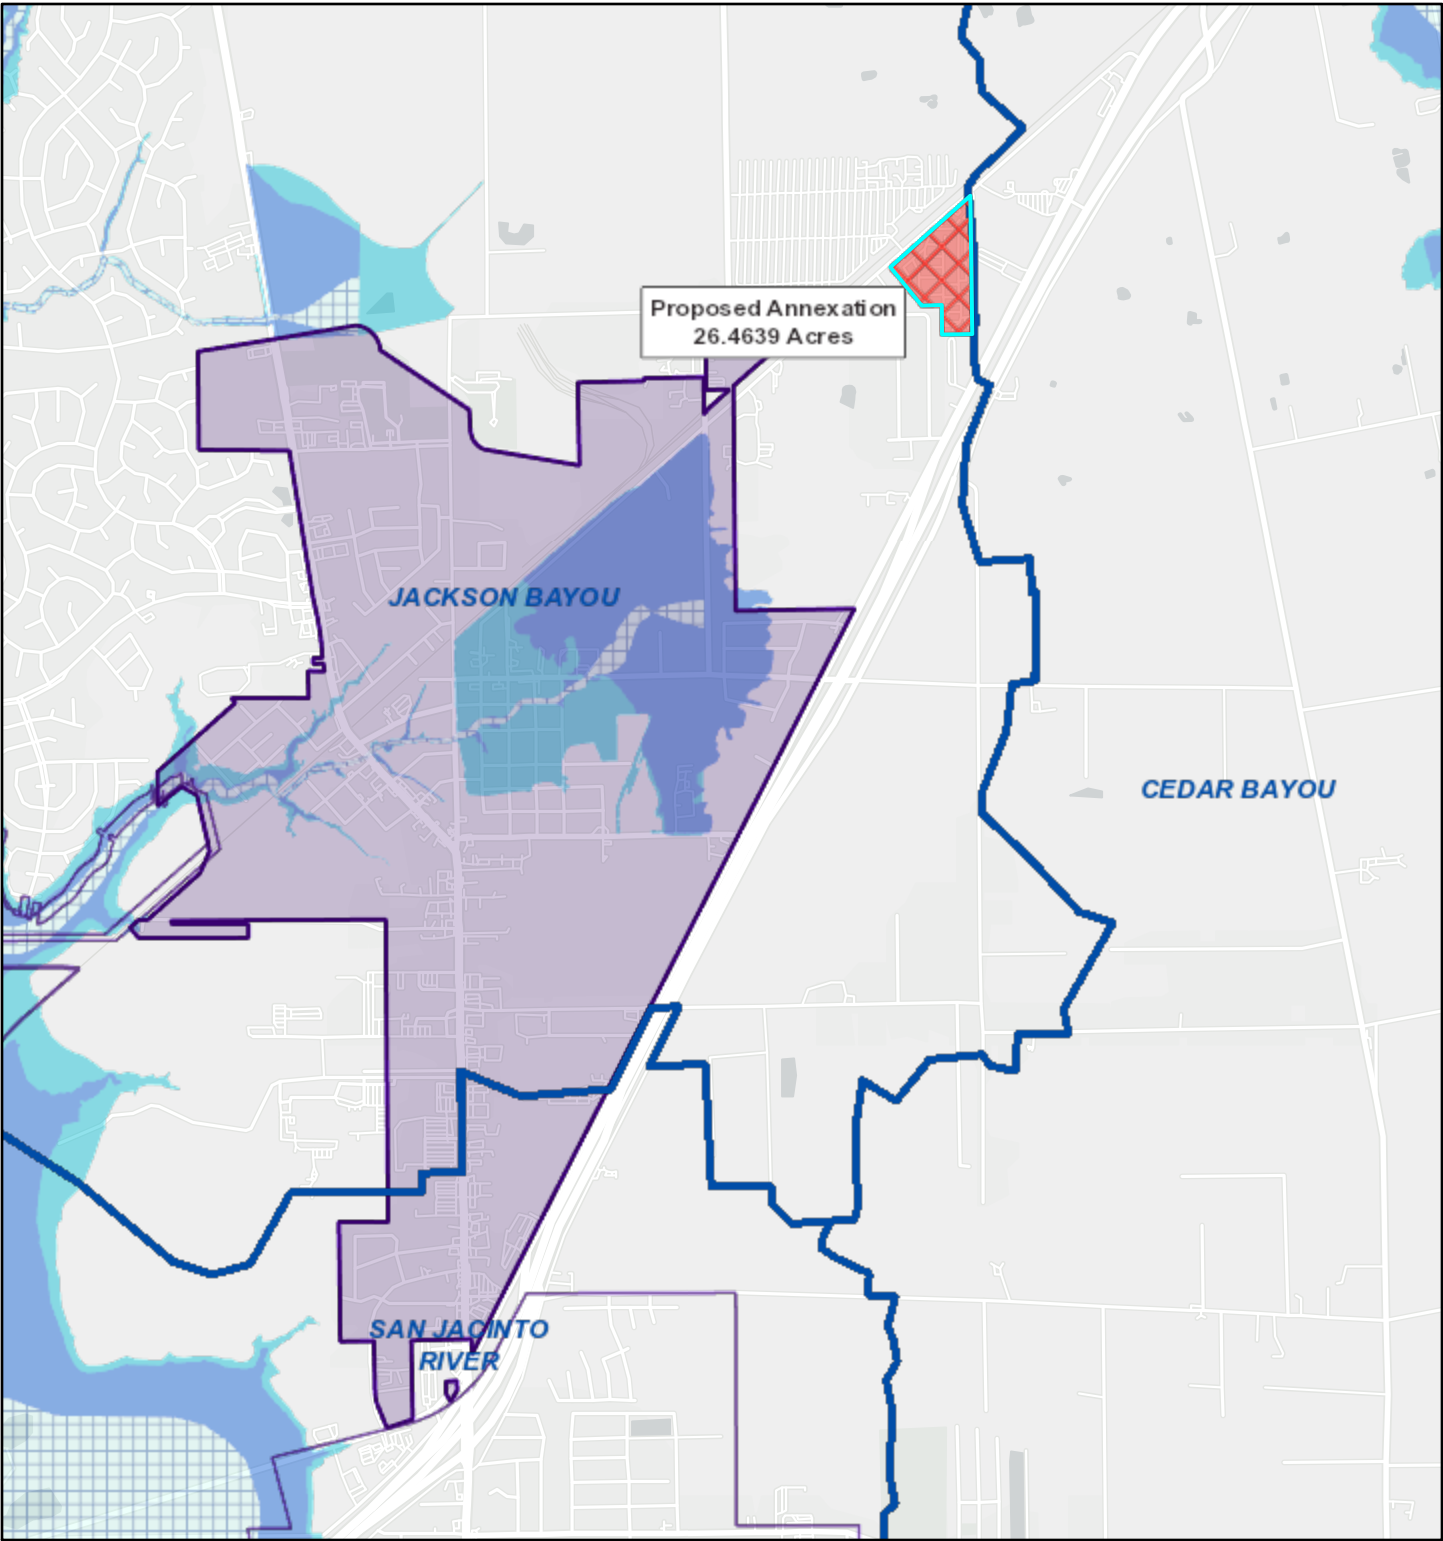 Proposed Annexation
26.4639 Acres
JACKSON BAYOU
CEDAR BAYOU
SAN JACINTO
RIVER